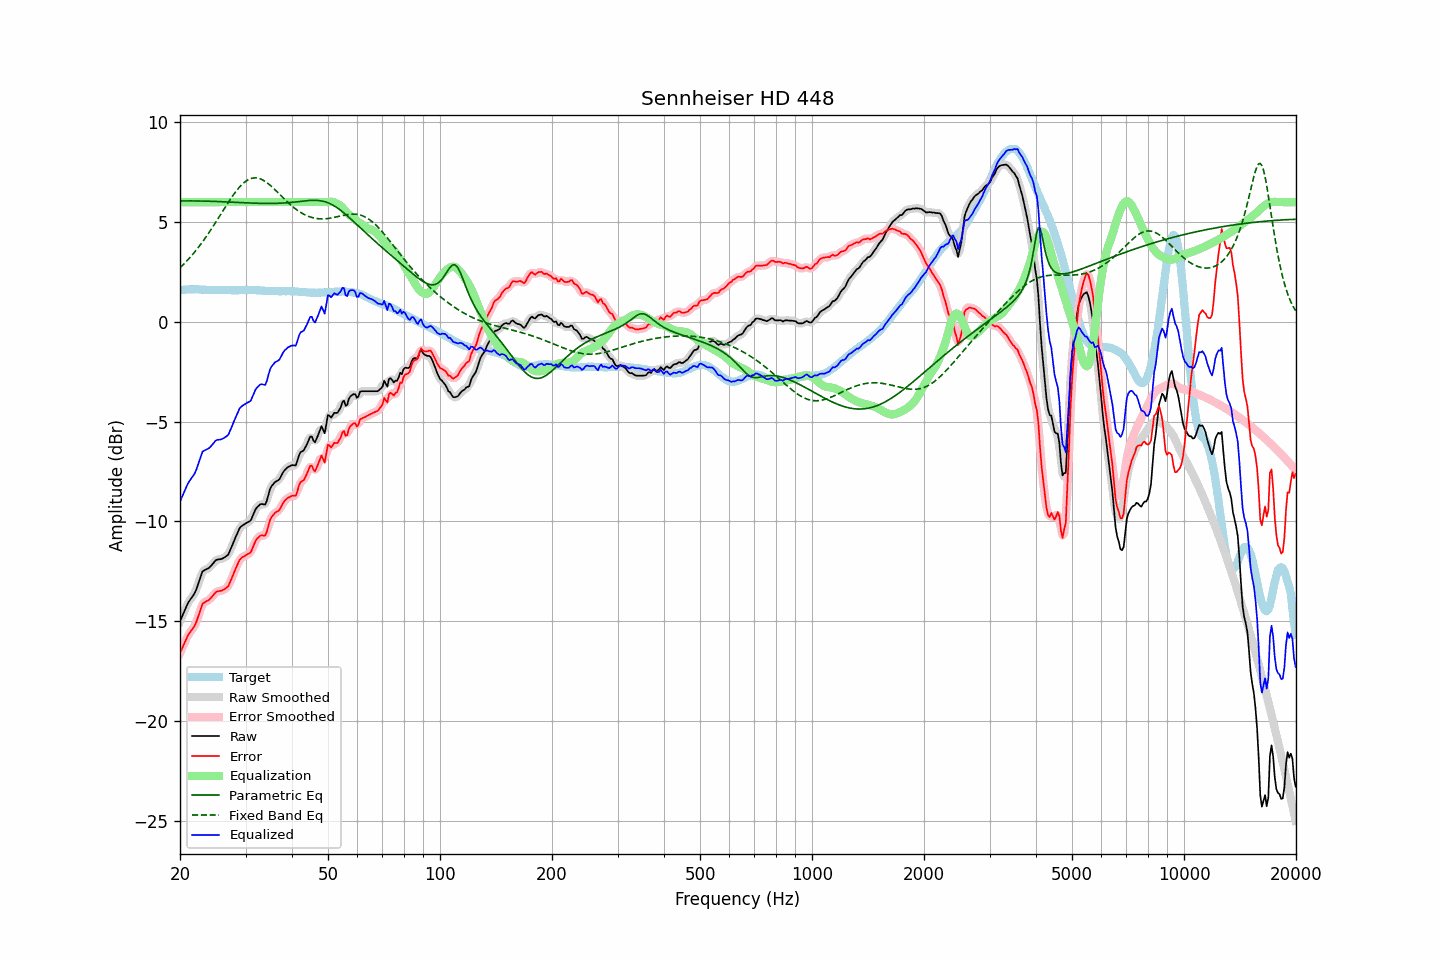 Sennheiser HD 448
10
5
0
−5
−10
−15
−20
−25
Amplitude (dBr)
Target
Raw Smoothed
Error Smoothed
Raw
Error
Equalization
Parametric Eq
Fixed Band Eq
Equalized
20 50 100 200 500 1000 2000 5000 10000 20000
Frequency (Hz)